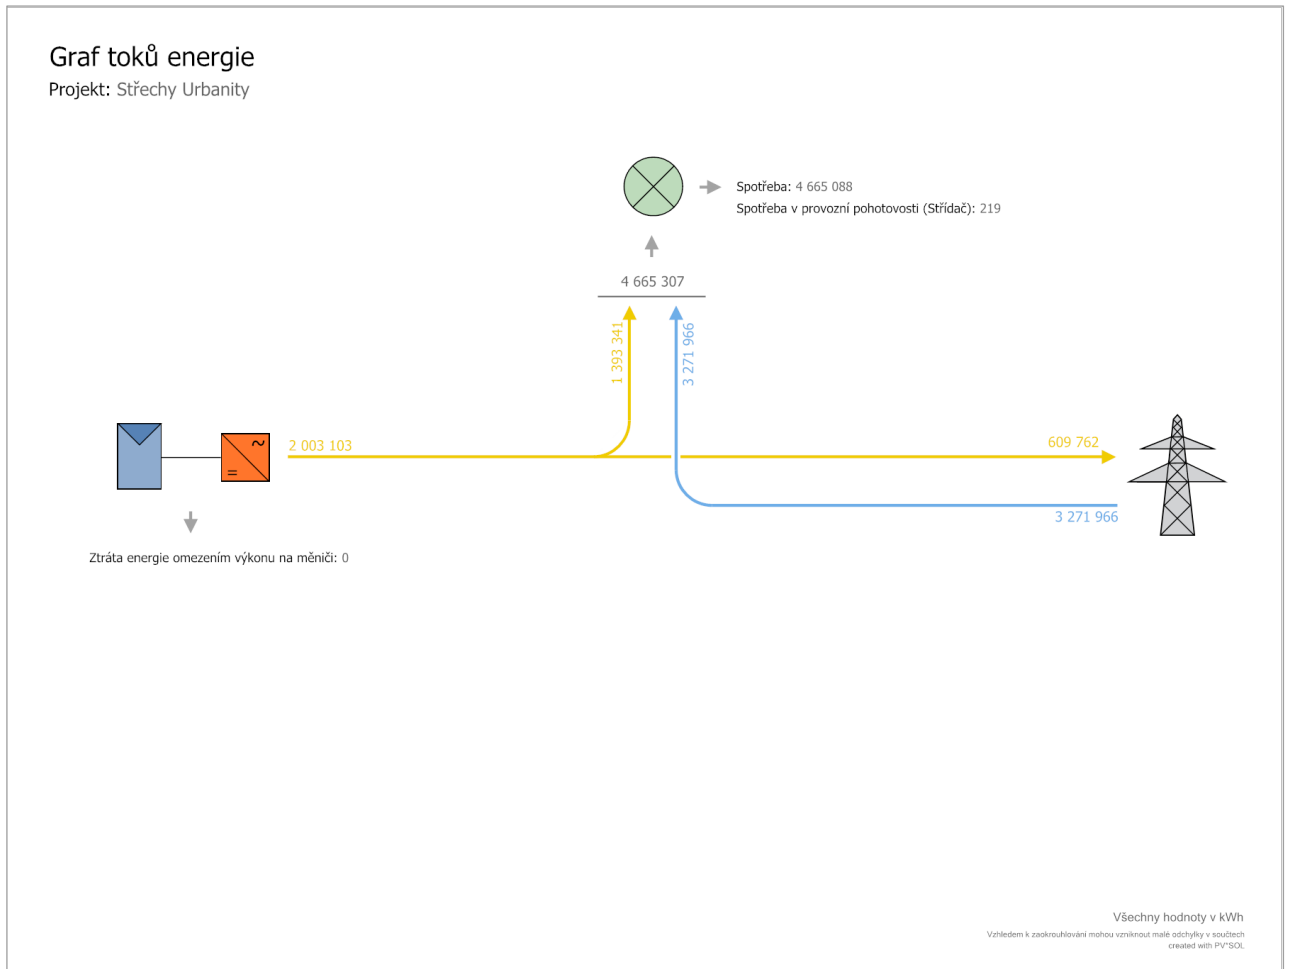 Graf toků energie
Projekt: Střechy Urbanity
Spotřeba: 4 665 088
Spotřeba v provozní pohotovosti (Střídač): 219
4 665 307
1 393 341
3 271 966
2 003 103
609 762
3 271 966
Ztráta energie omezením výkonu na měniči: 0
Všechny hodnoty v kWh
Vzhledem k zaokrouhlování mohou vzniknout malé odchylky v součtech
created with PV*SOL